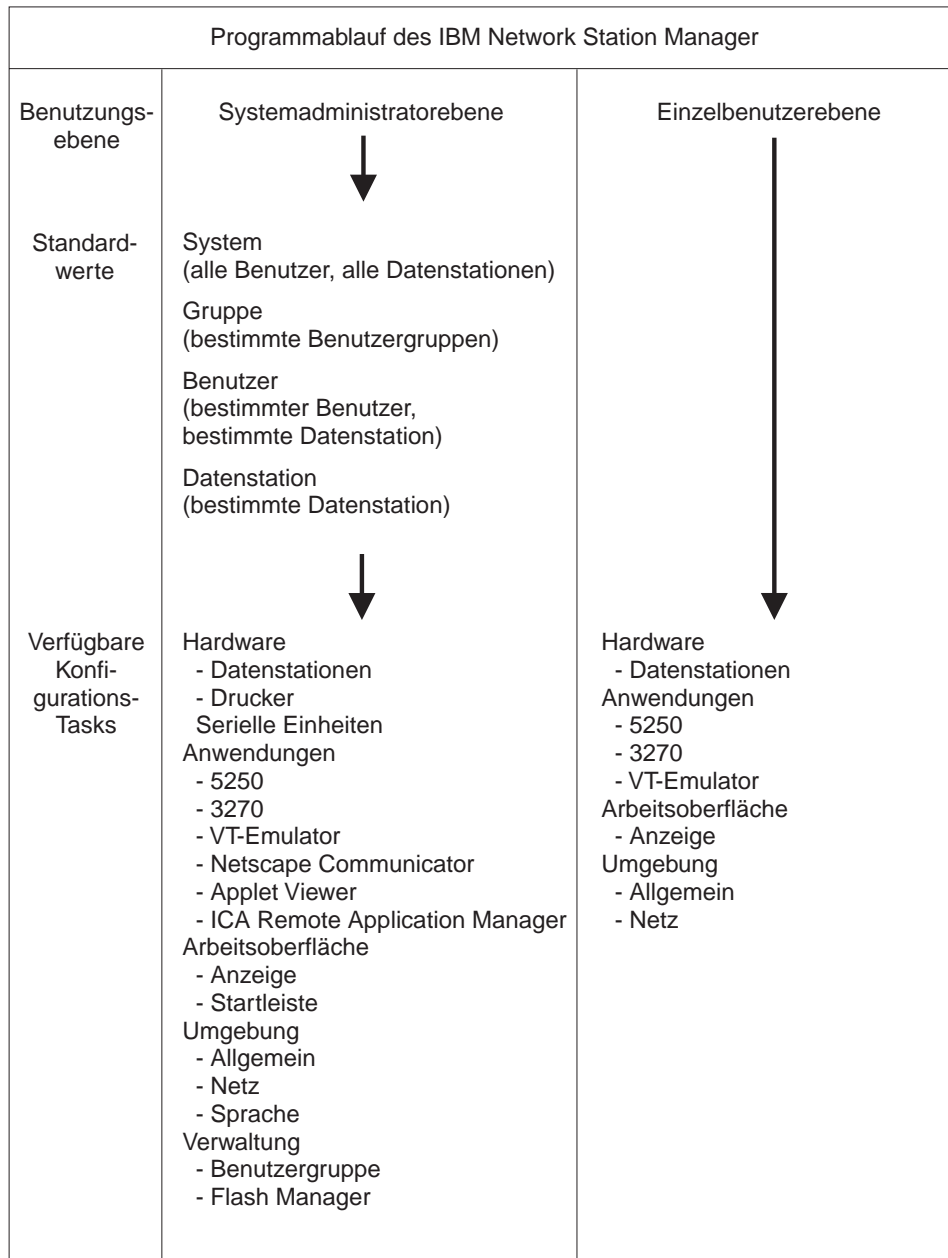 Programmablauf des IBM Network Station Manager
Benutzungs-
ebene
Systemadministratorebene
Einzelbenutzerebene
Standard-
werte
System
(alle Benutzer, alle Datenstationen)
Gruppe
(bestimmte Benutzergruppen)
Benutzer
(bestimmter Benutzer,
bestimmte Datenstation)
Datenstation
(bestimmte Datenstation)
Verfügbare
Konfi-
gurations-
Tasks
Hardware
- Datenstationen
- Drucker
Serielle Einheiten
Anwendungen
- 5250
- 3270
- VT-Emulator
- Netscape Communicator
- Applet Viewer
- ICA Remote Application Manager
Arbeitsoberfläche
- Anzeige
- Startleiste
Umgebung
- Allgemein
- Netz
- Sprache
Verwaltung
- Benutzergruppe
- Flash Manager
Hardware
- Datenstationen
Anwendungen
- 5250
- 3270
- VT-Emulator
Arbeitsoberfläche
- Anzeige
Umgebung
- Allgemein
- Netz